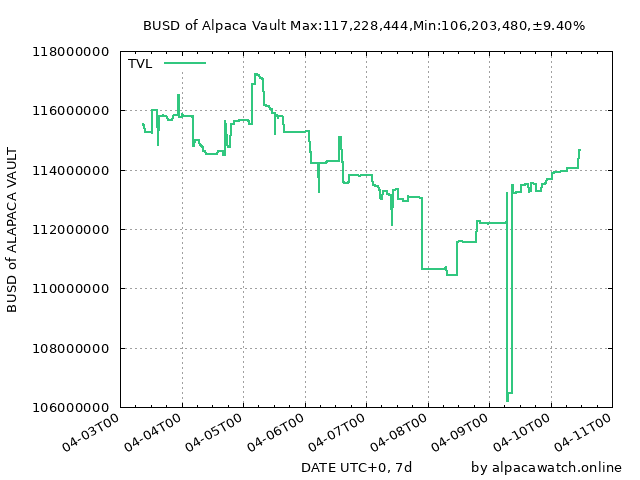 BUSD of Alpaca Vault Max:117,228,444,Min:106,203,480,±9.40%
TVL
118000000
116000000
114000000
112000000
110000000
108000000
106000000
BUSD of ALAPACA VAULT
04-03T00
04-04T00
04-05T00
04-06T00
04-07T00
04-08T00
04-09T00
04-10T00
04-11T00
DATE UTC+0, 7d
by alpacawatch.online